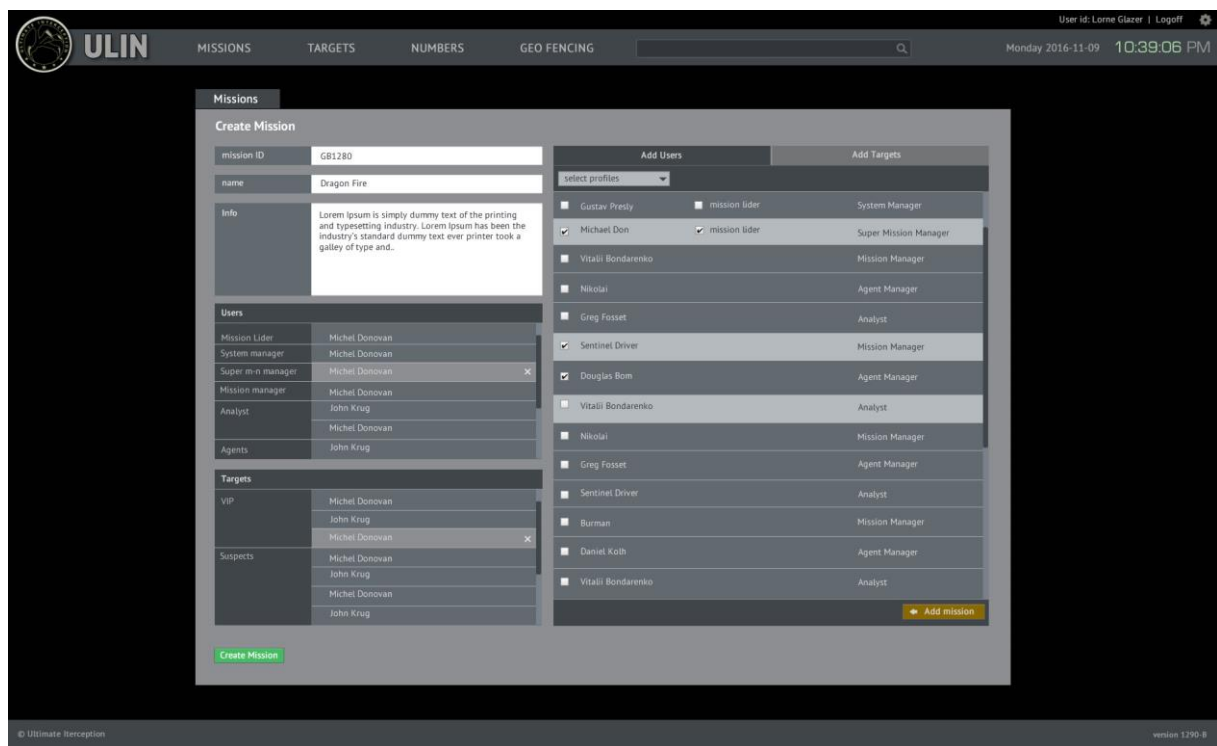 User id: Lorne Glazer | Logoff
ULIN
MISSIONS TARGETS NUMBERS GEO FENCING
Monday 2016-11-09 10:39:06 PM
Missions
Create Mission
mission ID GB1280
name Dragon Fire
Info
Lorem Ipsum is simply dummy text of the printing
and typesetting industry. Lorem Ipsum has been the
industry's standard dummy text ever printer took a
galley of type and..
Users
Mission Lider Michel Donovan
System manager Michel Donovan
Super m-n manager Michel Donovan ×
Mission manager Michel Donovan
Analyst John Krug
Michel Donovan
Agents John Krug
Targets
VIP Michel Donovan
John Krug
Michel Donovan ×
Suspects Michel Donovan
John Krug
Michel Donovan
John Krug
Create Mission
Add Users Add Targets
select profiles
Gustav Presly mission lider System Manager
Michael Don mission lider Super Mission Manager
Vitalii Bondarenko Mission Manager
Nikolai Agent Manager
Greg Fosset Analyst
Sentinel Driver Mission Manager
Douglas Bom Agent Manager
Vitalii Bondarenko Analyst
Nikolai Mission Manager
Greg Fosset Agent Manager
Sentinel Driver Analyst
Burman Mission Manager
Daniel Kolh Agent Manager
Vitalii Bondarenko Analyst
Add mission
© Ultimate Iterception
version 1290-B